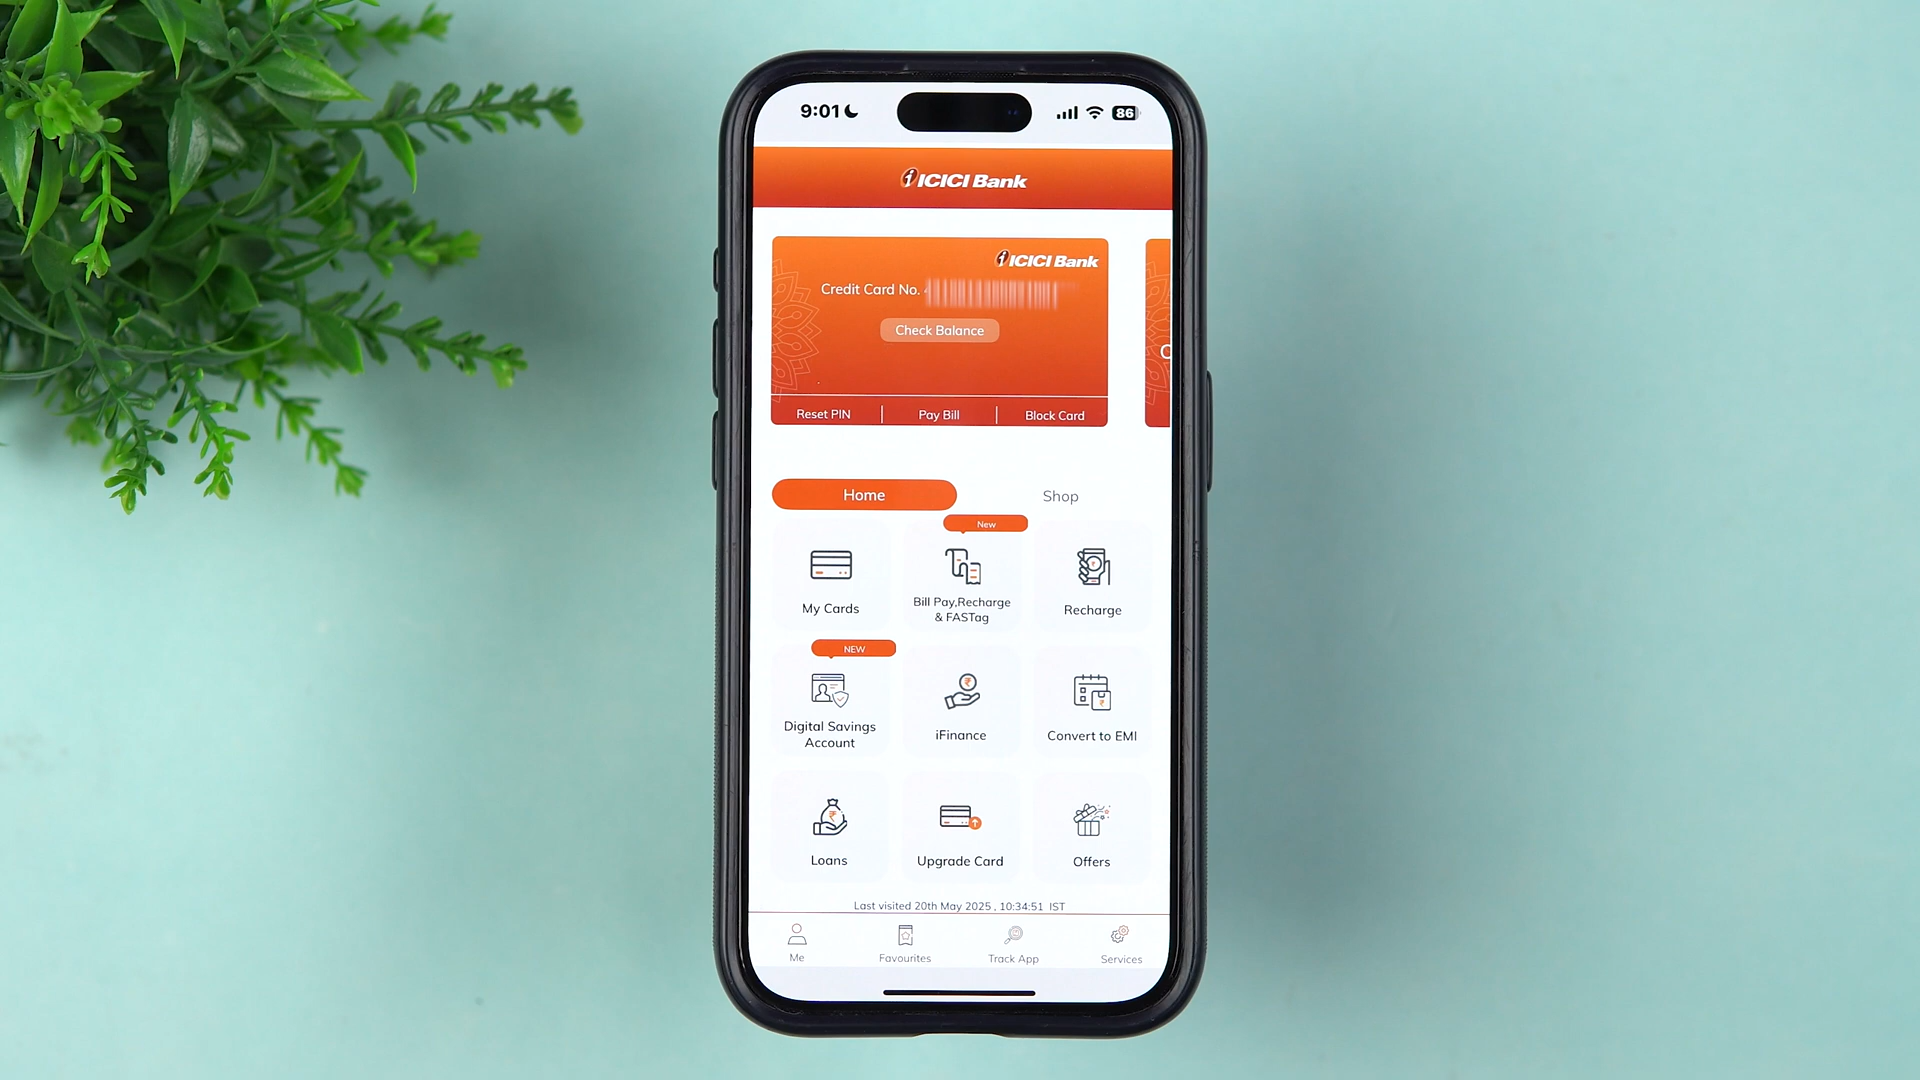 9:01
86
ICICI Bank
ICICI Bank
Credit Card No.
Check Balance
Reset PIN
Pay Bill
Block Card
Home
Shop
New
My Cards
Bill Pay,Recharge
& FASTag
Recharge
NEW
Digital Savings
Account
iFinance
Convert to EMI
Loans
Upgrade Card
Offers
Last visited 20th May 2025 , 10:34:51 IST
Me
Favourites
Track App
Services